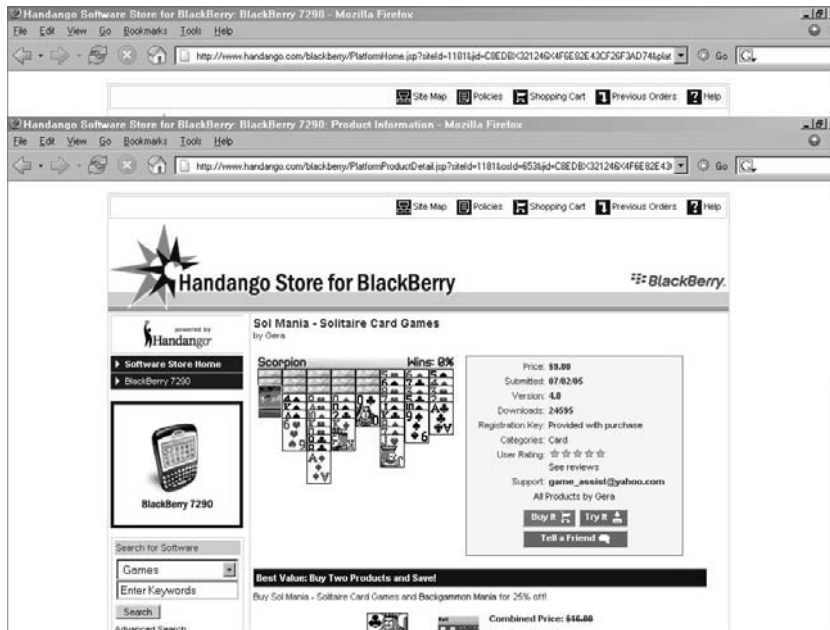 Handango Software Store for BlackBerry: BlackBerry 7290 - Mozilla Firefox
File Edit View Go Bookmarks Tools Help
http://www.handango.com/blackberry/PlatformHome.jsp?siteId=1181&jid=C8EDBX321246X4F6E82E43CF26F3AD74&plat Go
Site Map Policies Shopping Cart Previous Orders Help
Handango Software Store for BlackBerry: BlackBerry 7290: Product Information - Mozilla Firefox
File Edit View Go Bookmarks Tools Help
http://www.handango.com/blackberry/PlatformProductDetail.jsp?siteId=1181&osId=653&jid=C8EDBX321246X4F6E82E43 Go
Site Map Policies Shopping Cart Previous Orders Help
Handango Store for BlackBerry
BlackBerry.
powered by
Handango
Software Store Home
BlackBerry 7290
BlackBerry 7290
Search for Software
Games
Enter Keywords
Search
Advanced Search
Sol Mania - Solitaire Card Games
by Gera
Scorpion Wins: 0%
Price: $9.00
Submitted: 07/02/05
Version: 4.0
Downloads: 24595
Registration Key: Provided with purchase
Categories: Card
User Rating:
See reviews
Support: game_assist@yahoo.com
All Products by Gera
Buy It Try It
Tell a Friend
Best Value: Buy Two Products and Save!
Buy Sol Mania - Solitaire Card Games and Backgammon Mania for 25% off!
Combined Price: $16.00